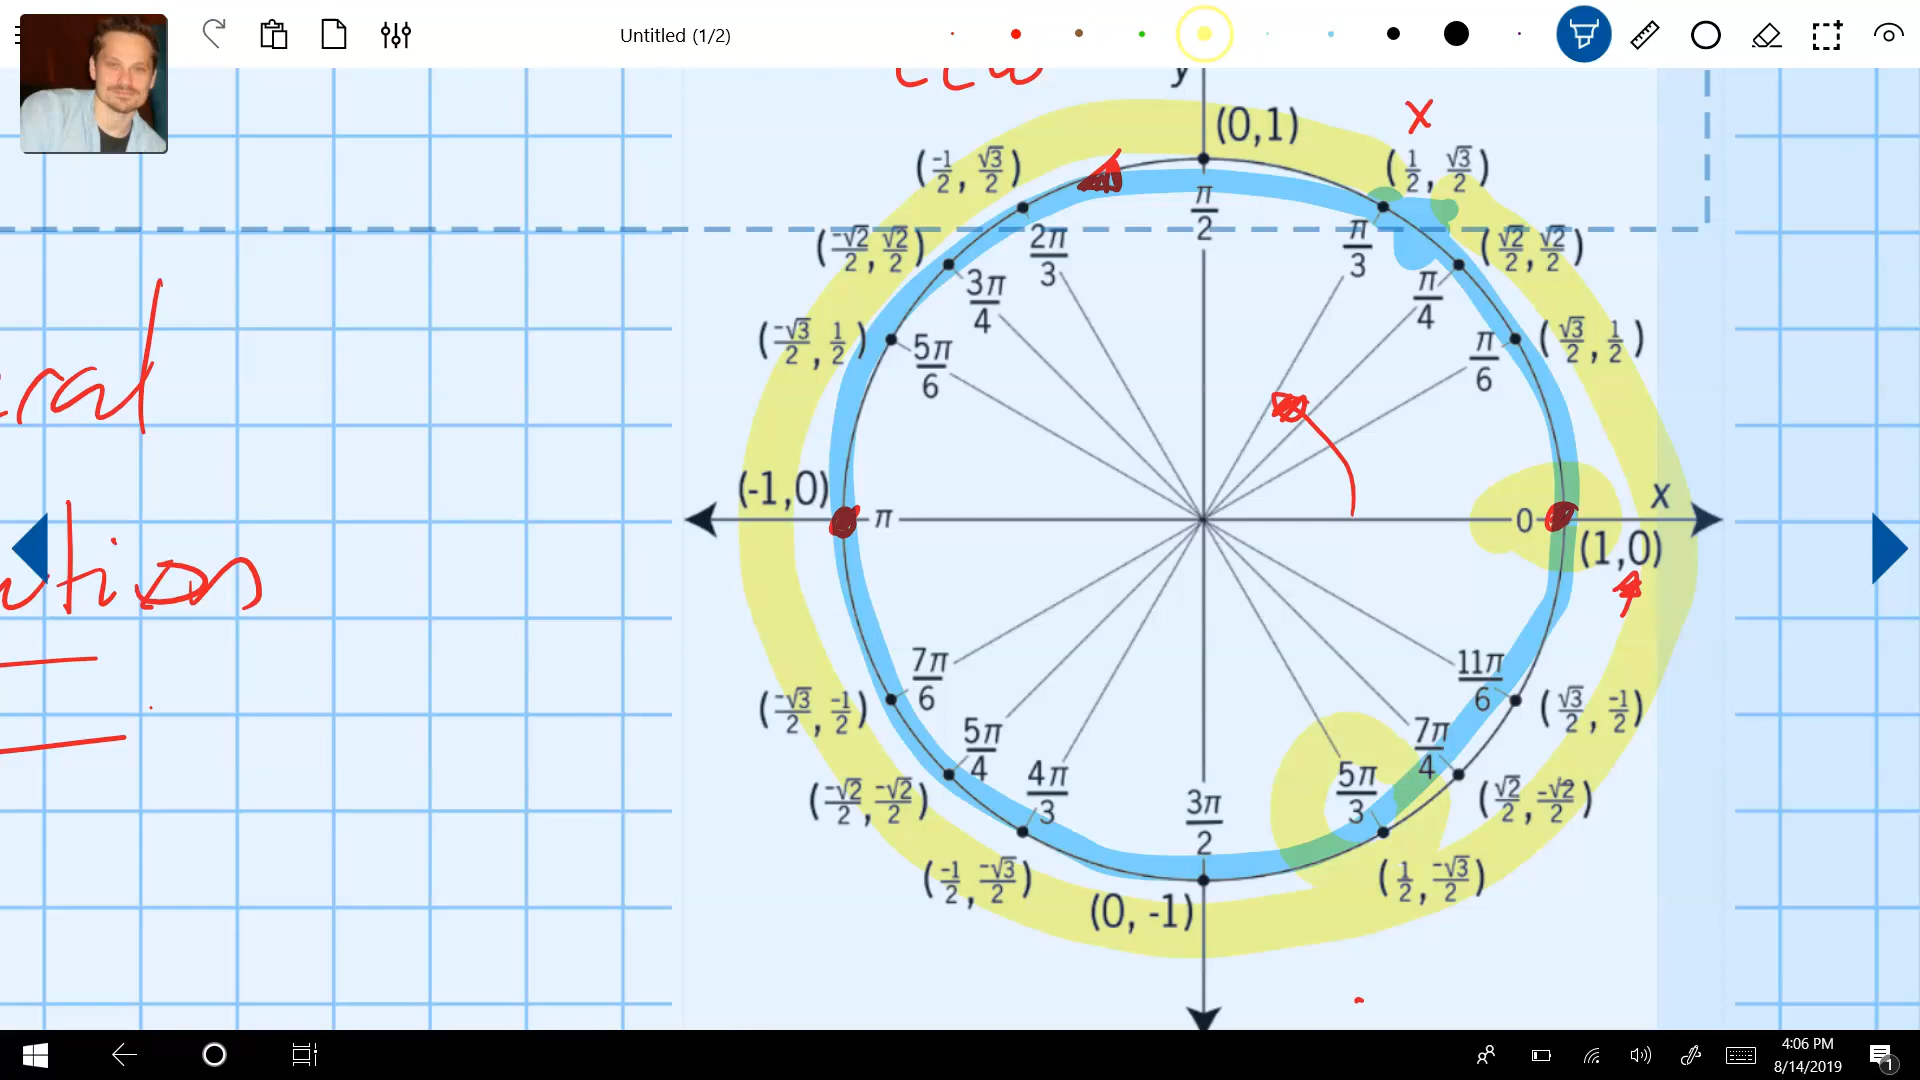 Untitled (1/2)
y
(0,1)
x
(-1/2, √3/2)
(1/2, √3/2)
π/2
(-√2/2, √2/2)
2π/3
π/3
(√2/2, √2/2)
3π/4
π/4
(-√3/2, 1/2)
5π/6
π/6
(√3/2, 1/2)
(-1,0)
π
0
x
(1,0)
7π/6
11π/6
(-√3/2, -1/2)
(√3/2, -1/2)
5π/4
7π/4
4π/3
5π/3
3π/2
(-√2/2, -√2/2)
(√2/2, -√2/2)
(-1/2, -√3/2)
(1/2, -√3/2)
(0, -1)
4:06 PM
8/14/2019
1